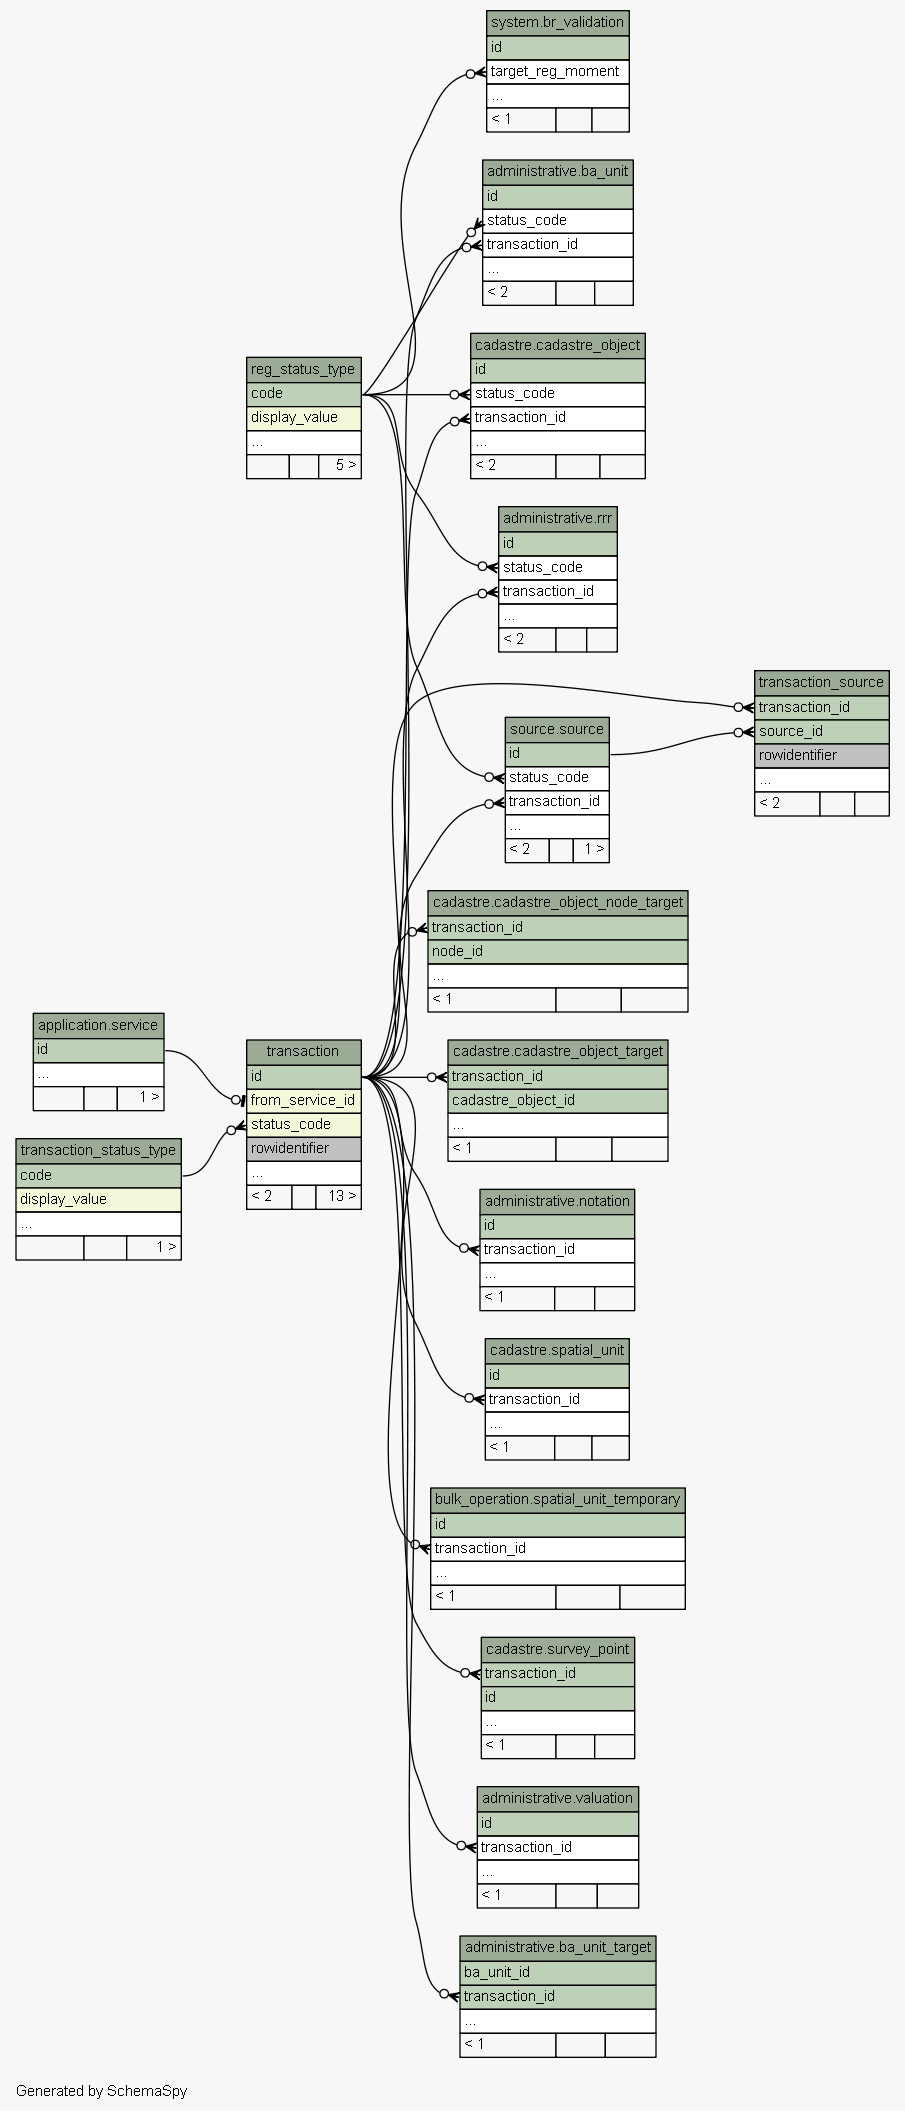 system.br_validation
id
target_reg_moment
...
< 1
administrative.ba_unit
id
status_code
transaction_id
...
< 2
cadastre.cadastre_object
id
status_code
transaction_id
...
< 2
reg_status_type
code
display_value
...
5 >
administrative.rrr
id
status_code
transaction_id
...
< 2
transaction_source
transaction_id
source_id
rowidentifier
...
< 2
source.source
id
status_code
transaction_id
...
< 2 1 >
cadastre.cadastre_object_node_target
transaction_id
node_id
...
< 1
application.service
id
...
1 >
transaction
id
from_service_id
status_code
rowidentifier
...
< 2 13 >
cadastre.cadastre_object_target
transaction_id
cadastre_object_id
...
< 1
transaction_status_type
code
display_value
...
1 >
administrative.notation
id
transaction_id
...
< 1
cadastre.spatial_unit
id
transaction_id
...
< 1
bulk_operation.spatial_unit_temporary
id
transaction_id
...
< 1
cadastre.survey_point
transaction_id
id
...
< 1
administrative.valuation
id
transaction_id
...
< 1
administrative.ba_unit_target
ba_unit_id
transaction_id
...
< 1
Generated by SchemaSpy